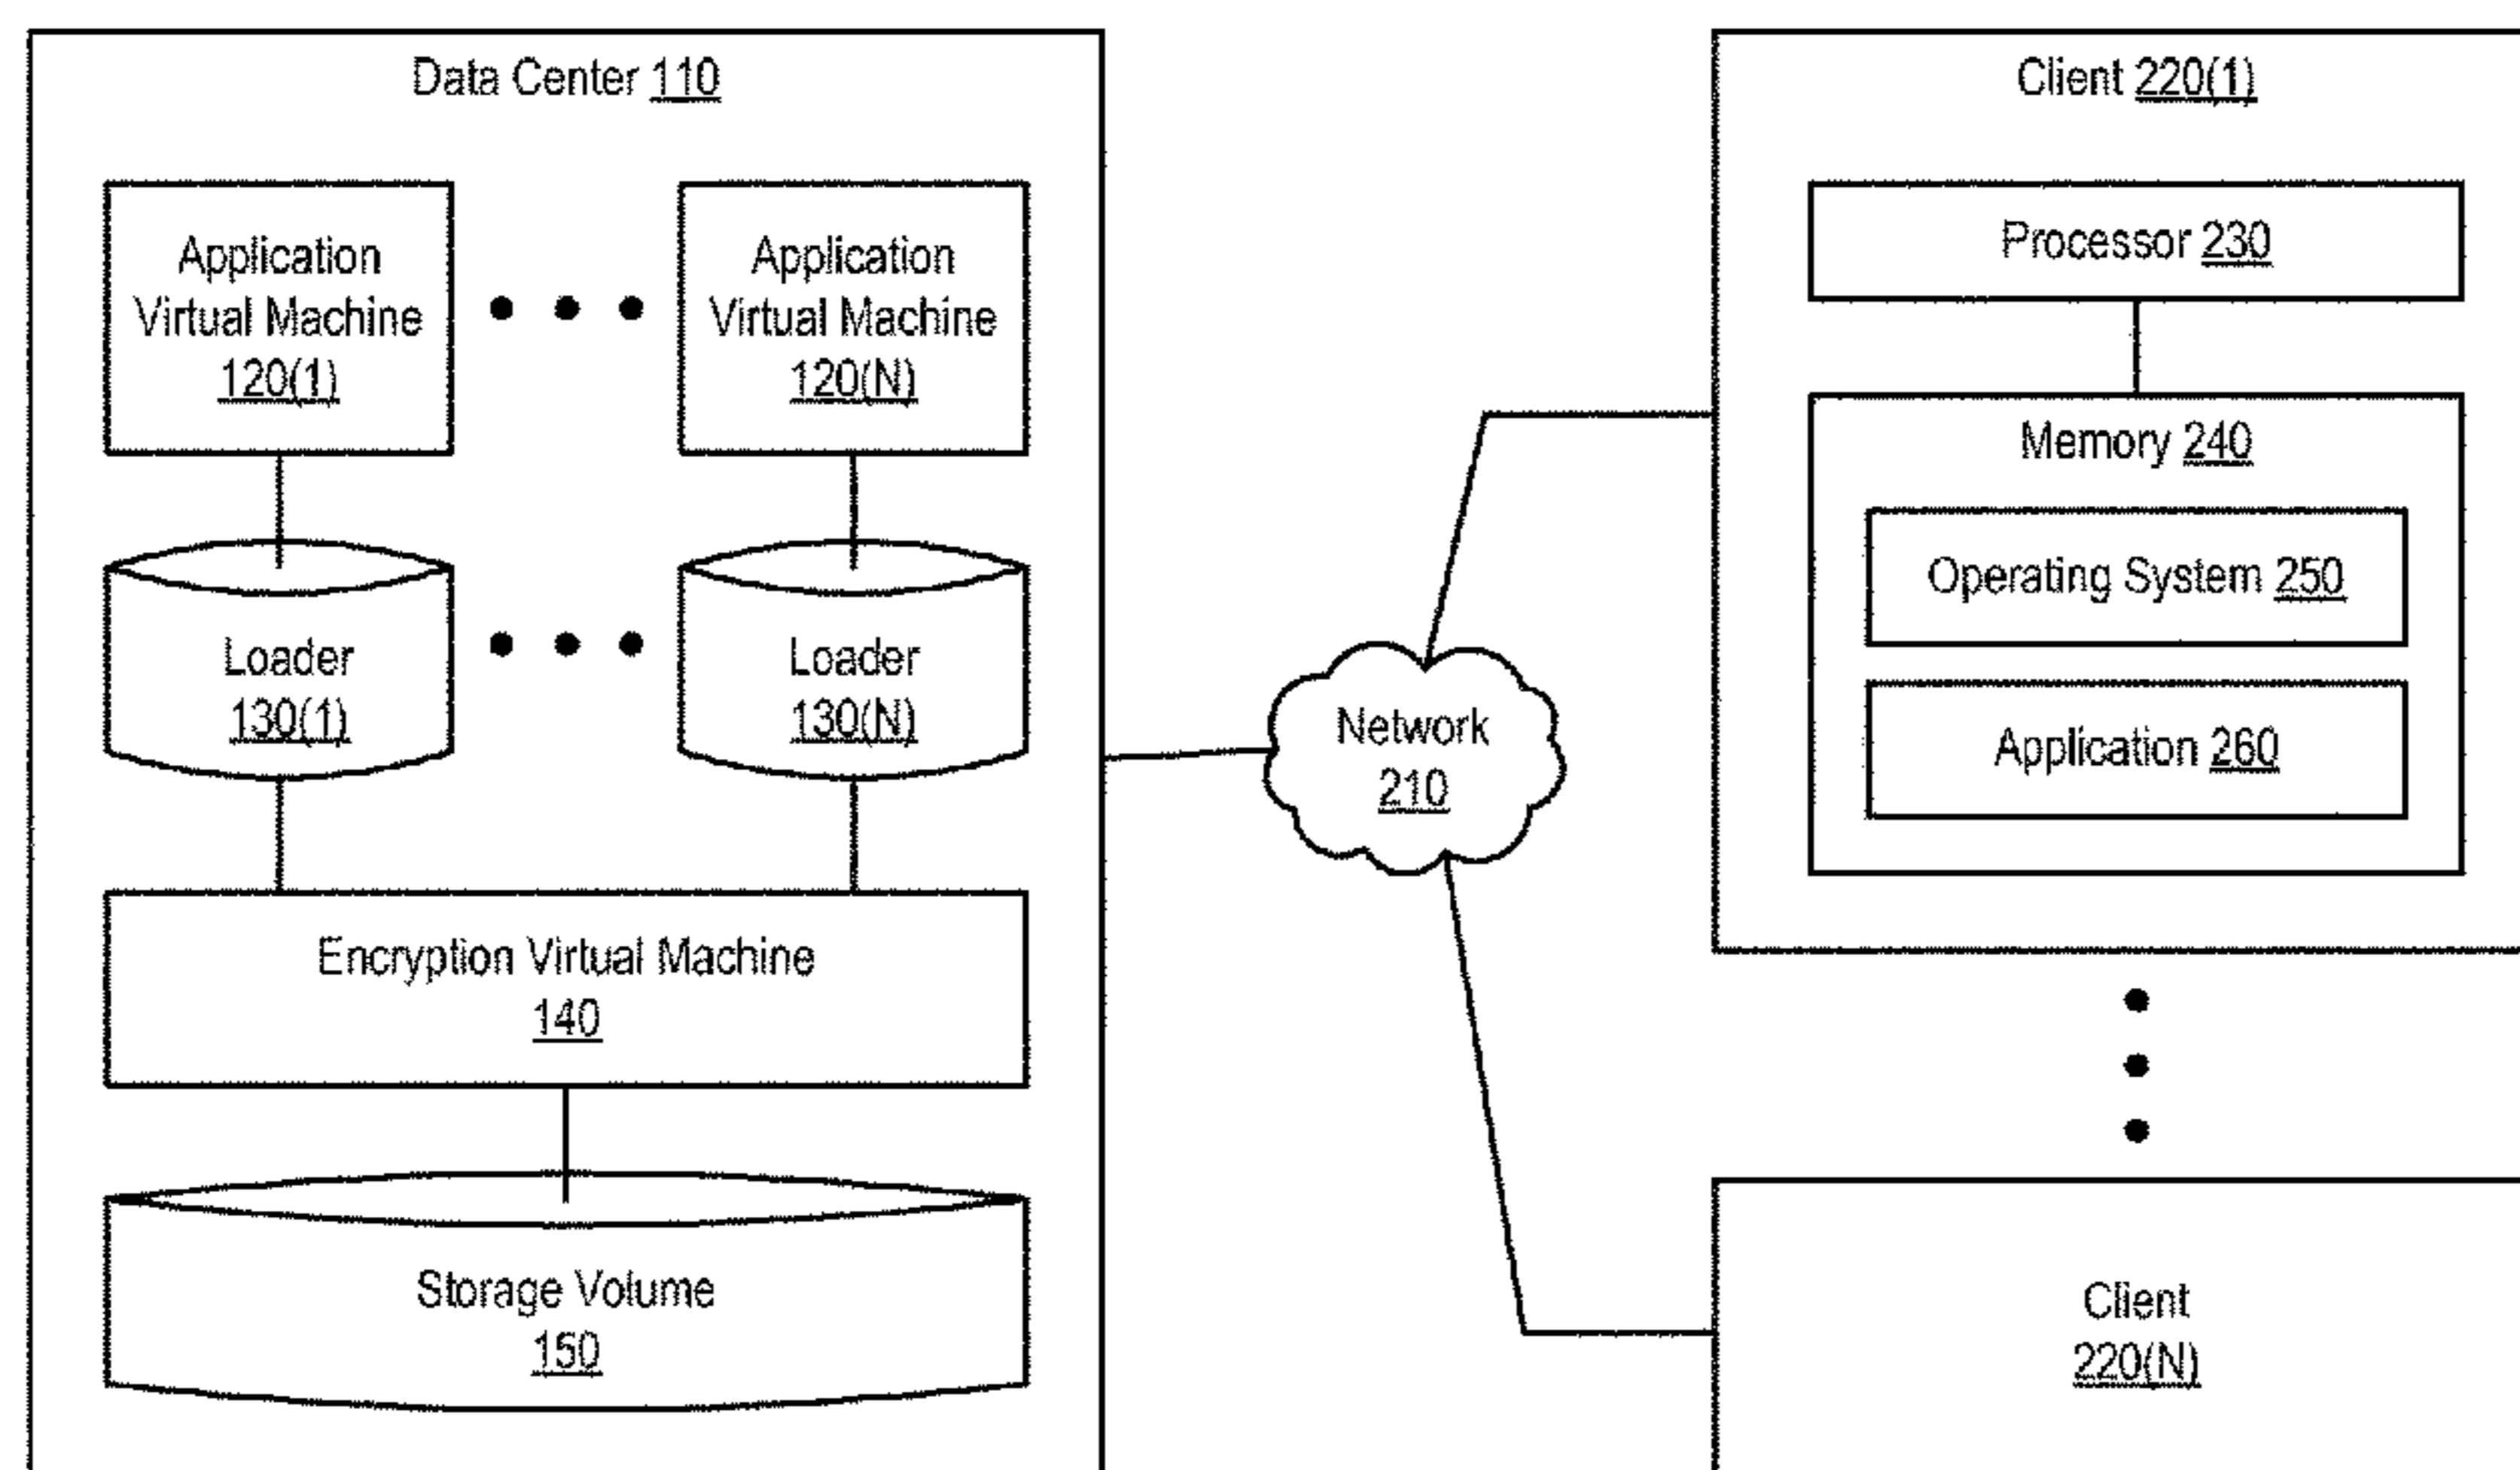 Data Center 110
Application
Virtual Machine
120(1)
Application
Virtual Machine
120(N)
Loader
130(1)
Loader
130(N)
Encryption Virtual Machine
140
Storage Volume
150
Network
210
Client 220(1)
Processor 230
Memory 240
Operating System 250
Application 260
Client
220(N)